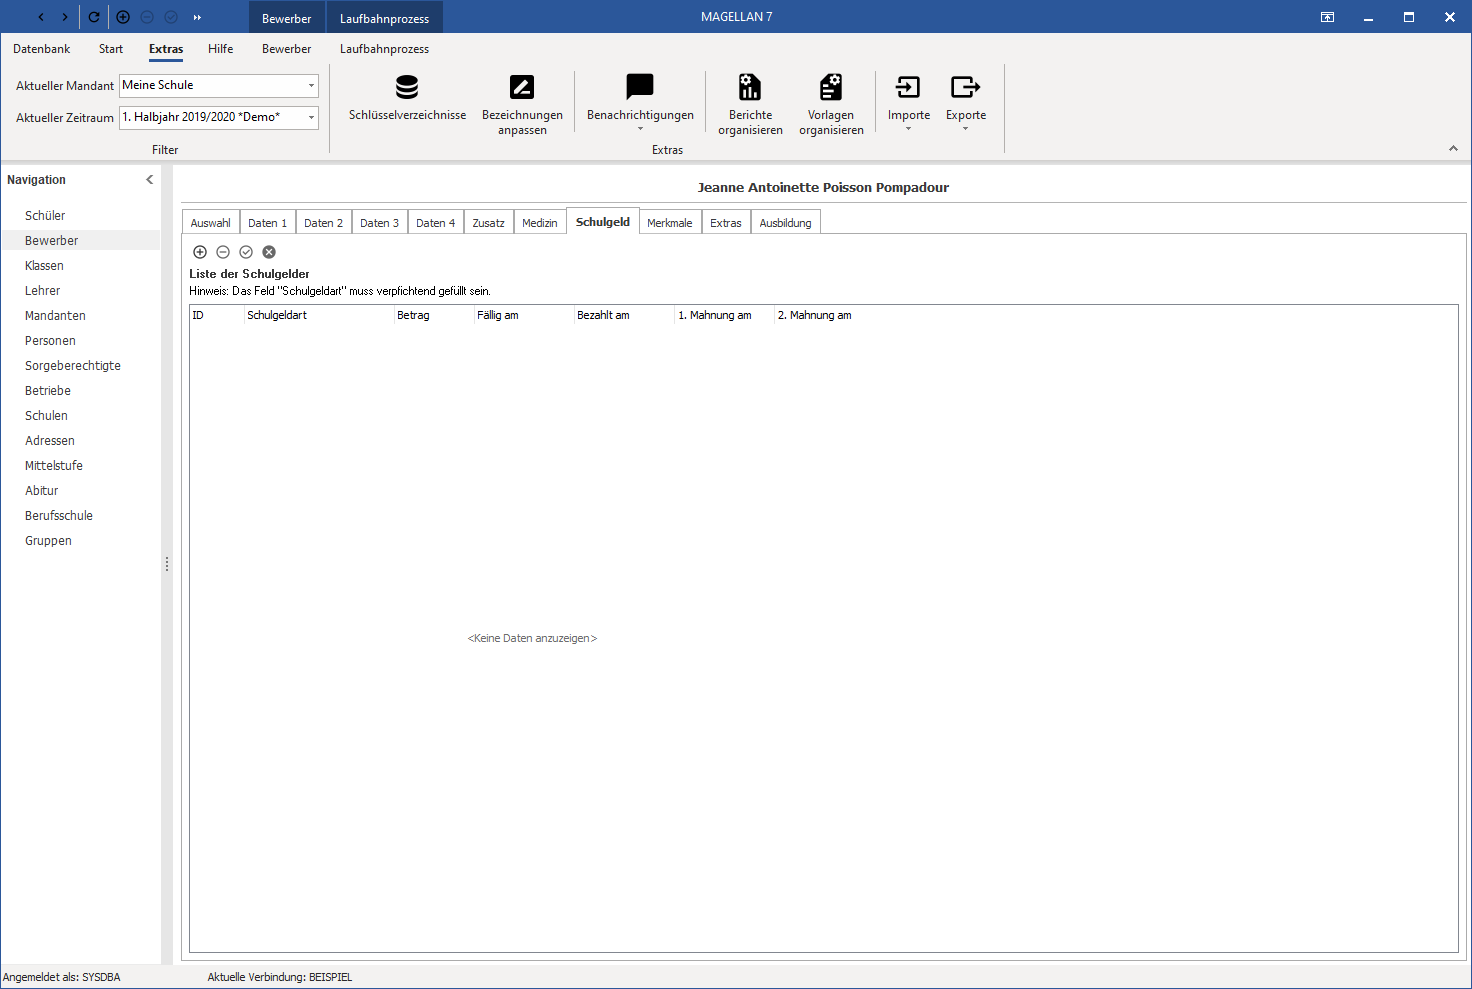 Bewerber Laufbahnprozess MAGELLAN 7
Datenbank Start Extras Hilfe Bewerber Laufbahnprozess
Aktueller Mandant Meine Schule
Aktueller Zeitraum 1. Halbjahr 2019/2020 *Demo*
Filter
Schlüsselverzeichnisse
Bezeichnungen
anpassen
Benachrichtigungen
Berichte
organisieren
Vorlagen
organisieren
Importe
Exporte
Extras
Navigation
Schüler
Bewerber
Klassen
Lehrer
Mandanten
Personen
Sorgeberechtigte
Betriebe
Schulen
Adressen
Mittelstufe
Abitur
Berufsschule
Gruppen
Jeanne Antoinette Poisson Pompadour
Auswahl Daten 1 Daten 2 Daten 3 Daten 4 Zusatz Medizin Schulgeld Merkmale Extras Ausbildung
Liste der Schulgelder
Hinweis: Das Feld "Schulgeldart" muss verpfichtend gefüllt sein.
ID Schulgeldart Betrag Fällig am Bezahlt am 1. Mahnung am 2. Mahnung am
<Keine Daten anzuzeigen>
Angemeldet als: SYSDBA Aktuelle Verbindung: BEISPIEL